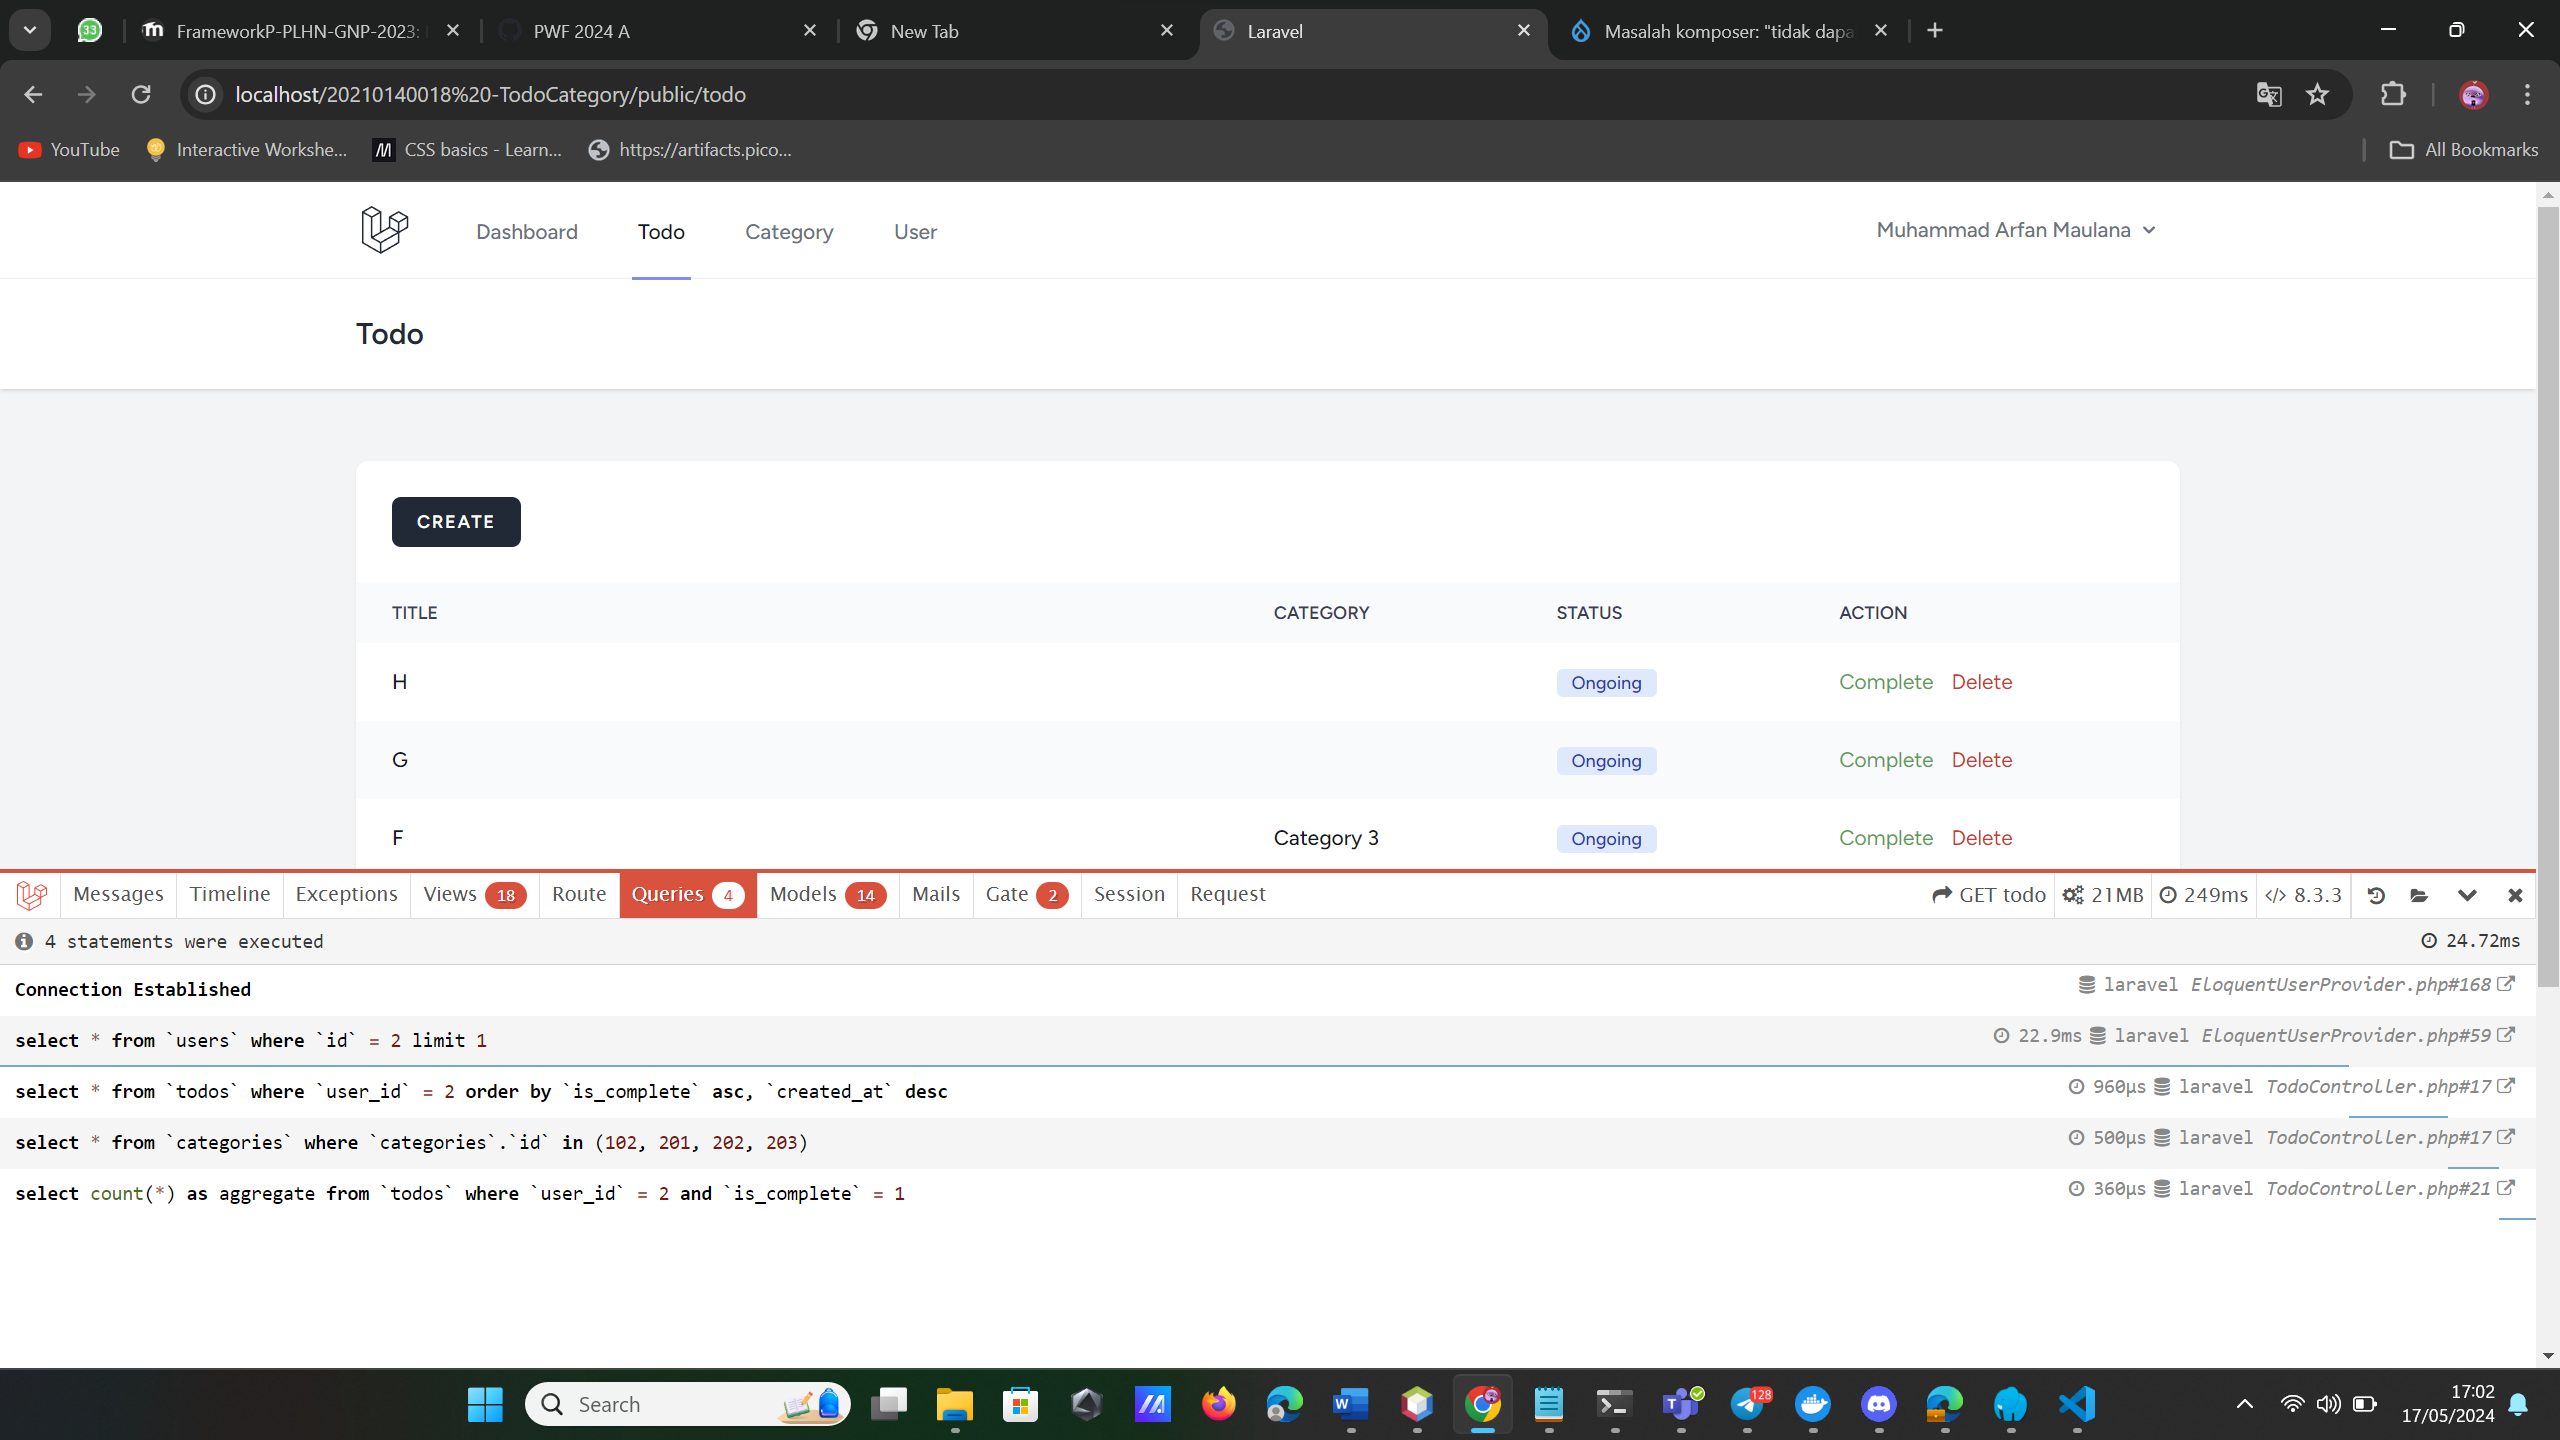 33
FrameworkP-PLHN-GNP-2023:
PWF 2024 A
New Tab
Laravel
Masalah komposer: "tidak dapa
localhost/20210140018%20-TodoCategory/public/todo
YouTube
Interactive Workshe...
CSS basics - Learn...
https://artifacts.pico...
All Bookmarks
Dashboard
Todo
Category
User
Muhammad Arfan Maulana
Todo
CREATE
TITLE CATEGORY STATUS ACTION
H Ongoing Complete Delete
G Ongoing Complete Delete
F Category 3 Ongoing Complete Delete
Messages Timeline Exceptions Views 18 Route Queries 4 Models 14 Mails Gate 2 Session Request GET todo 21MB 249ms </> 8.3.3
4 statements were executed 24.72ms
Connection Established laravel EloquentUserProvider.php#168
select * from `users` where `id` = 2 limit 1 22.9ms laravel EloquentUserProvider.php#59
select * from `todos` where `user_id` = 2 order by `is_complete` asc, `created_at` desc 960μs laravel TodoController.php#17
select * from `categories` where `categories`.`id` in (102, 201, 202, 203) 500μs laravel TodoController.php#17
select count(*) as aggregate from `todos` where `user_id` = 2 and `is_complete` = 1 360μs laravel TodoController.php#21
Search
128
17:02
17/05/2024